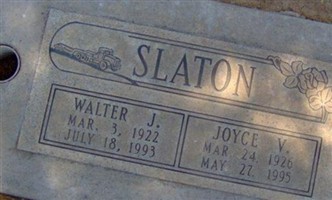 SLATON
WALTER J.
MAR. 3, 1922
JULY 18, 1993
JOYCE V.
MAR. 24, 1926
MAY 27, 1995